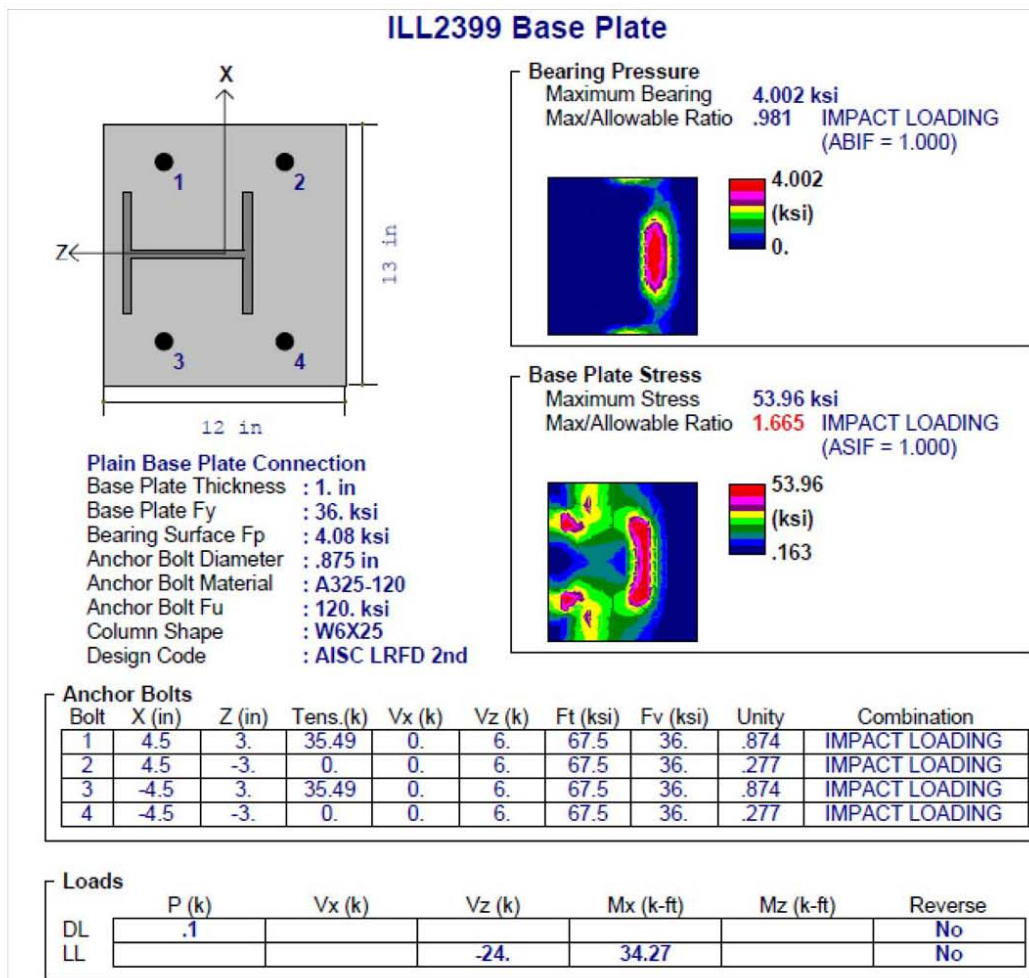 ILL2399 Base Plate
X
1
2
Z
3
4
13 in
12 in
Plain Base Plate Connection
Base Plate Thickness : 1. in
Base Plate Fy : 36. ksi
Bearing Surface Fp : 4.08 ksi
Anchor Bolt Diameter : .875 in
Anchor Bolt Material : A325-120
Anchor Bolt Fu : 120. ksi
Column Shape : W6X25
Design Code : AISC LRFD 2nd
Bearing Pressure
Maximum Bearing 4.002 ksi
Max/Allowable Ratio .981 IMPACT LOADING
(ABIF = 1.000)
4.002
(ksi)
0.
Base Plate Stress
Maximum Stress 53.96 ksi
Max/Allowable Ratio 1.665 IMPACT LOADING
(ASIF = 1.000)
53.96
(ksi)
.163
Anchor Bolts
Bolt X (in) Z (in) Tens.(k) Vx (k) Vz (k) Ft (ksi) Fv (ksi) Unity Combination
1 4.5 3. 35.49 0. 6. 67.5 36. .874 IMPACT LOADING
2 4.5 -3. 0. 0. 6. 67.5 36. .277 IMPACT LOADING
3 -4.5 3. 35.49 0. 6. 67.5 36. .874 IMPACT LOADING
4 -4.5 -3. 0. 0. 6. 67.5 36. .277 IMPACT LOADING
Loads
P (k) Vx (k) Vz (k) Mx (k-ft) Mz (k-ft) Reverse
DL .1 No
LL -24. 34.27 No